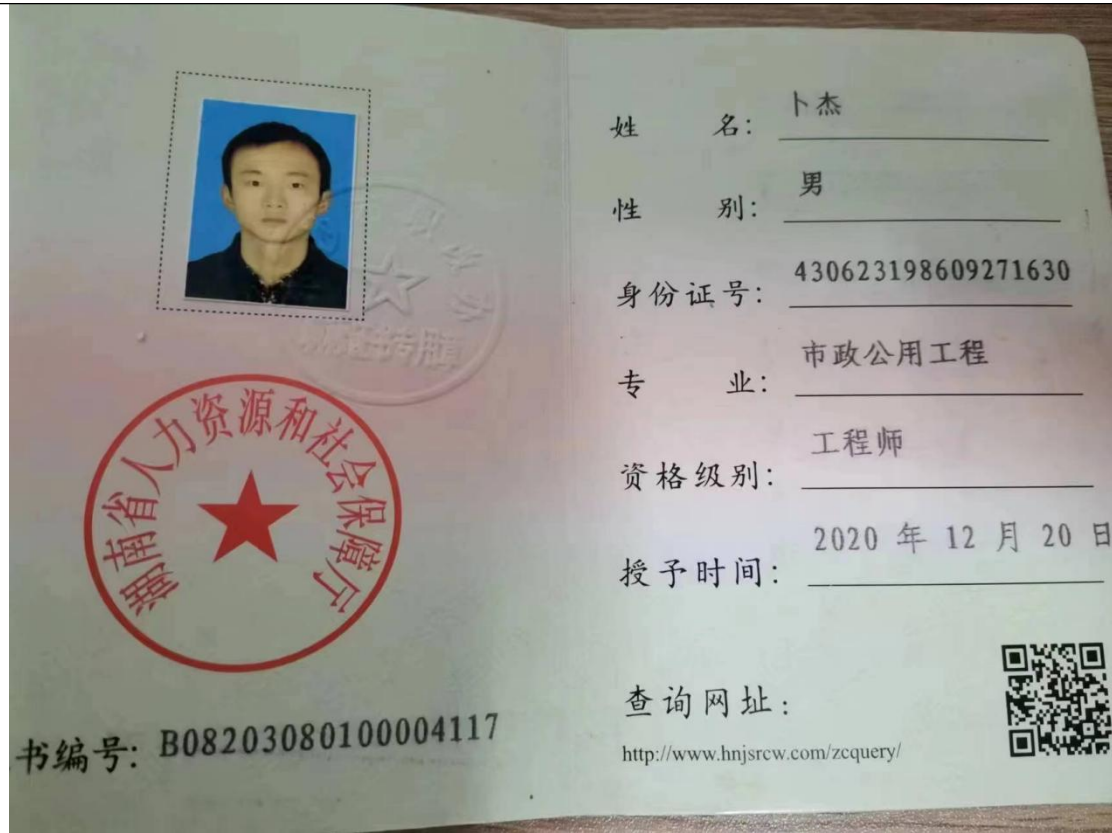 湖南省人力资源和社会保障厅
书编号: B08203080100004117
姓 名: 卜杰
性 别: 男
身份证号: 430623198609271630
专 业: 市政公用工程
资格级别: 工程师
授予时间: 2020 年 12 月 20 日
查询网址:
http://www.hnjsrcw.com/zcquery/